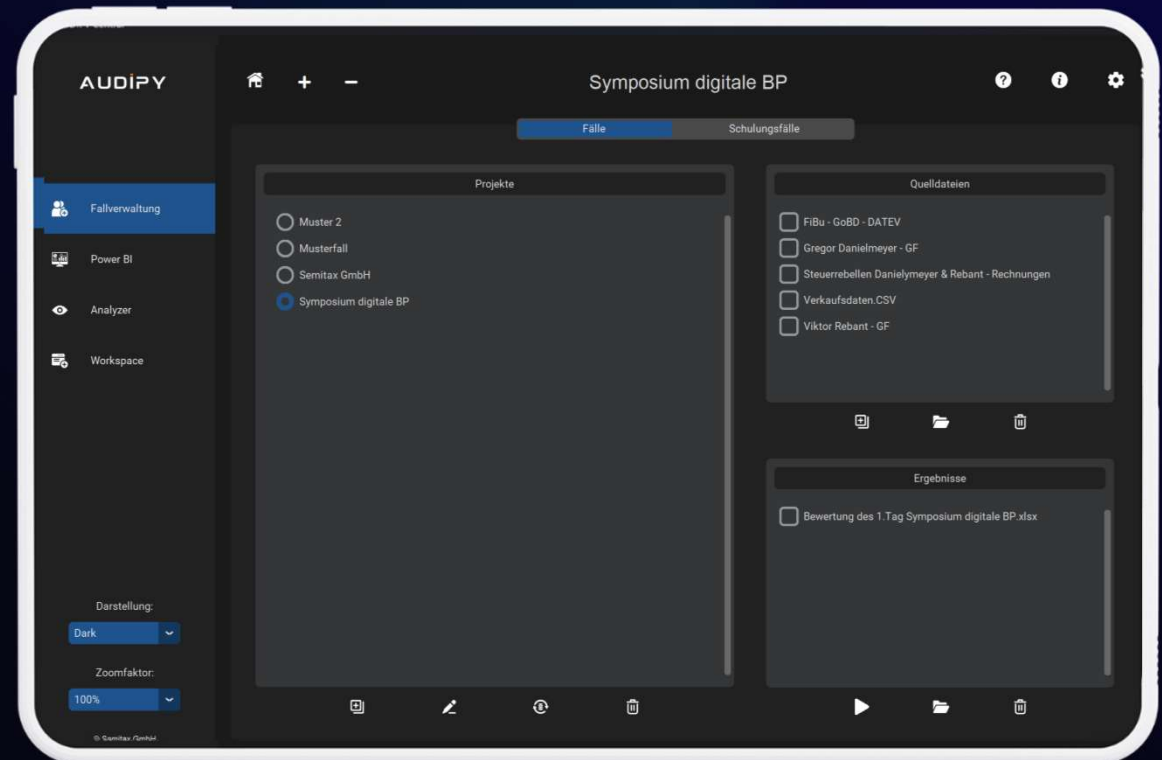 AUDIPY
Symposium digitale BP
Fälle
Schulungsfälle
Fallverwaltung
Power BI
Analyzer
Workspace
Darstellung:
Dark
Zoomfaktor:
100%
© Semitax GmbH
Projekte
Muster 2
Musterfall
Semitax GmbH
Symposium digitale BP
Quelldateien
FiBu - GoBD - DATEV
Gregor Danielmeyer - GF
Steuerrebellen Danielymeyer & Rebant - Rechnungen
Verkaufsdaten.CSV
Viktor Rebant - GF
Ergebnisse
Bewertung des 1.Tag Symposium digitale BP.xlsx